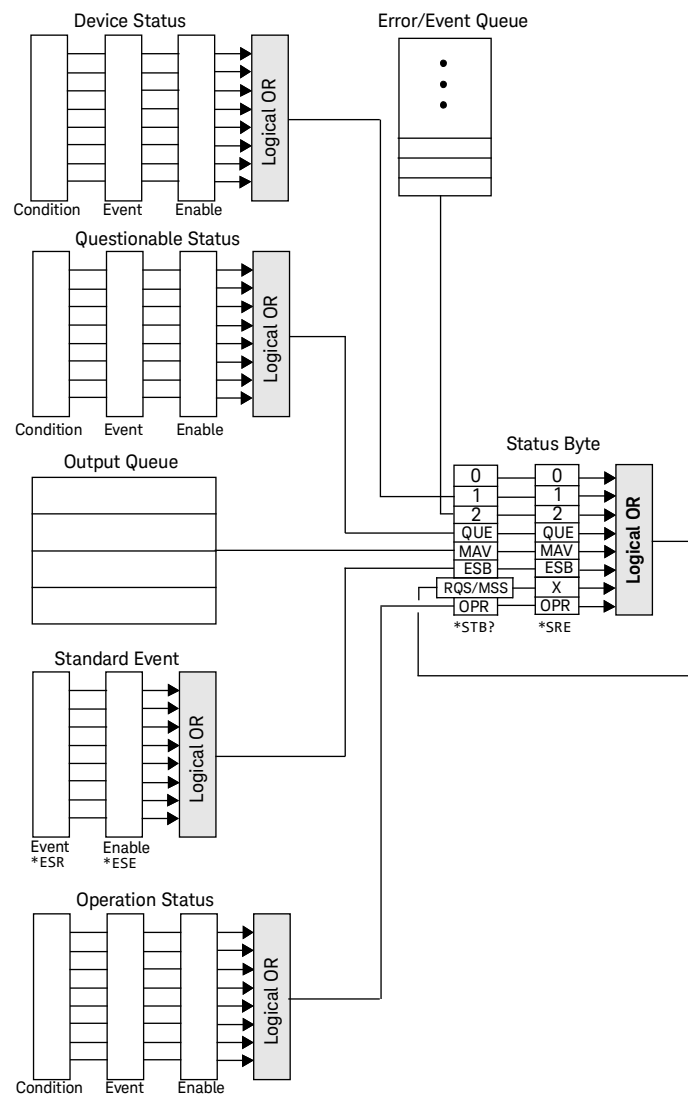 Device Status
Logical OR
Condition
Event
Enable
Error/Event Queue
Questionable Status
Logical OR
Condition
Event
Enable
Output Queue
Status Byte
0
1
2
QUE
MAV
ESB
RQS/MSS
OPR
*STB?
0
1
2
QUE
MAV
ESB
X
OPR
*SRE
Logical OR
Standard Event
Logical OR
Event
*ESR
Enable
*ESE
Operation Status
Logical OR
Condition
Event
Enable